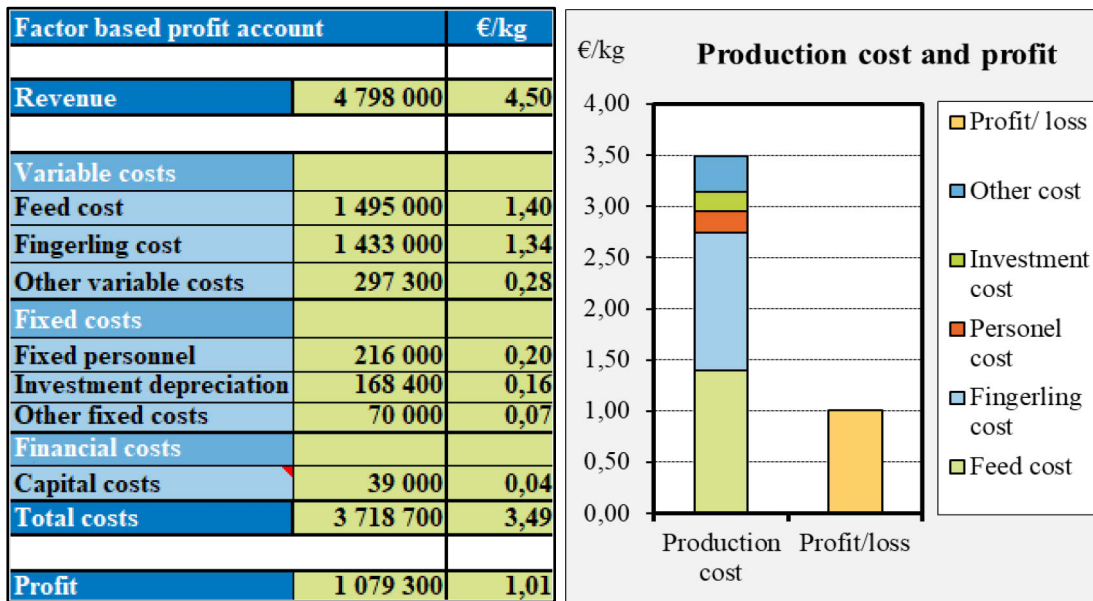 Factor based profit account €/kg
Revenue 4 798 000 4,50
Variable costs
Feed cost 1 495 000 1,40
Fingerling cost 1 433 000 1,34
Other variable costs 297 300 0,28
Fixed costs
Fixed personnel 216 000 0,20
Investment depreciation 168 400 0,16
Other fixed costs 70 000 0,07
Financial costs
Capital costs 39 000 0,04
Total costs 3 718 700 3,49
Profit 1 079 300 1,01
€/kg
Production cost and profit
4,00
3,50
3,00
2,50
2,00
1,50
1,00
0,50
0,00
Production
cost
Profit/loss
Profit/ loss
Other cost
Investment
cost
Personel
cost
Fingerling
cost
Feed cost